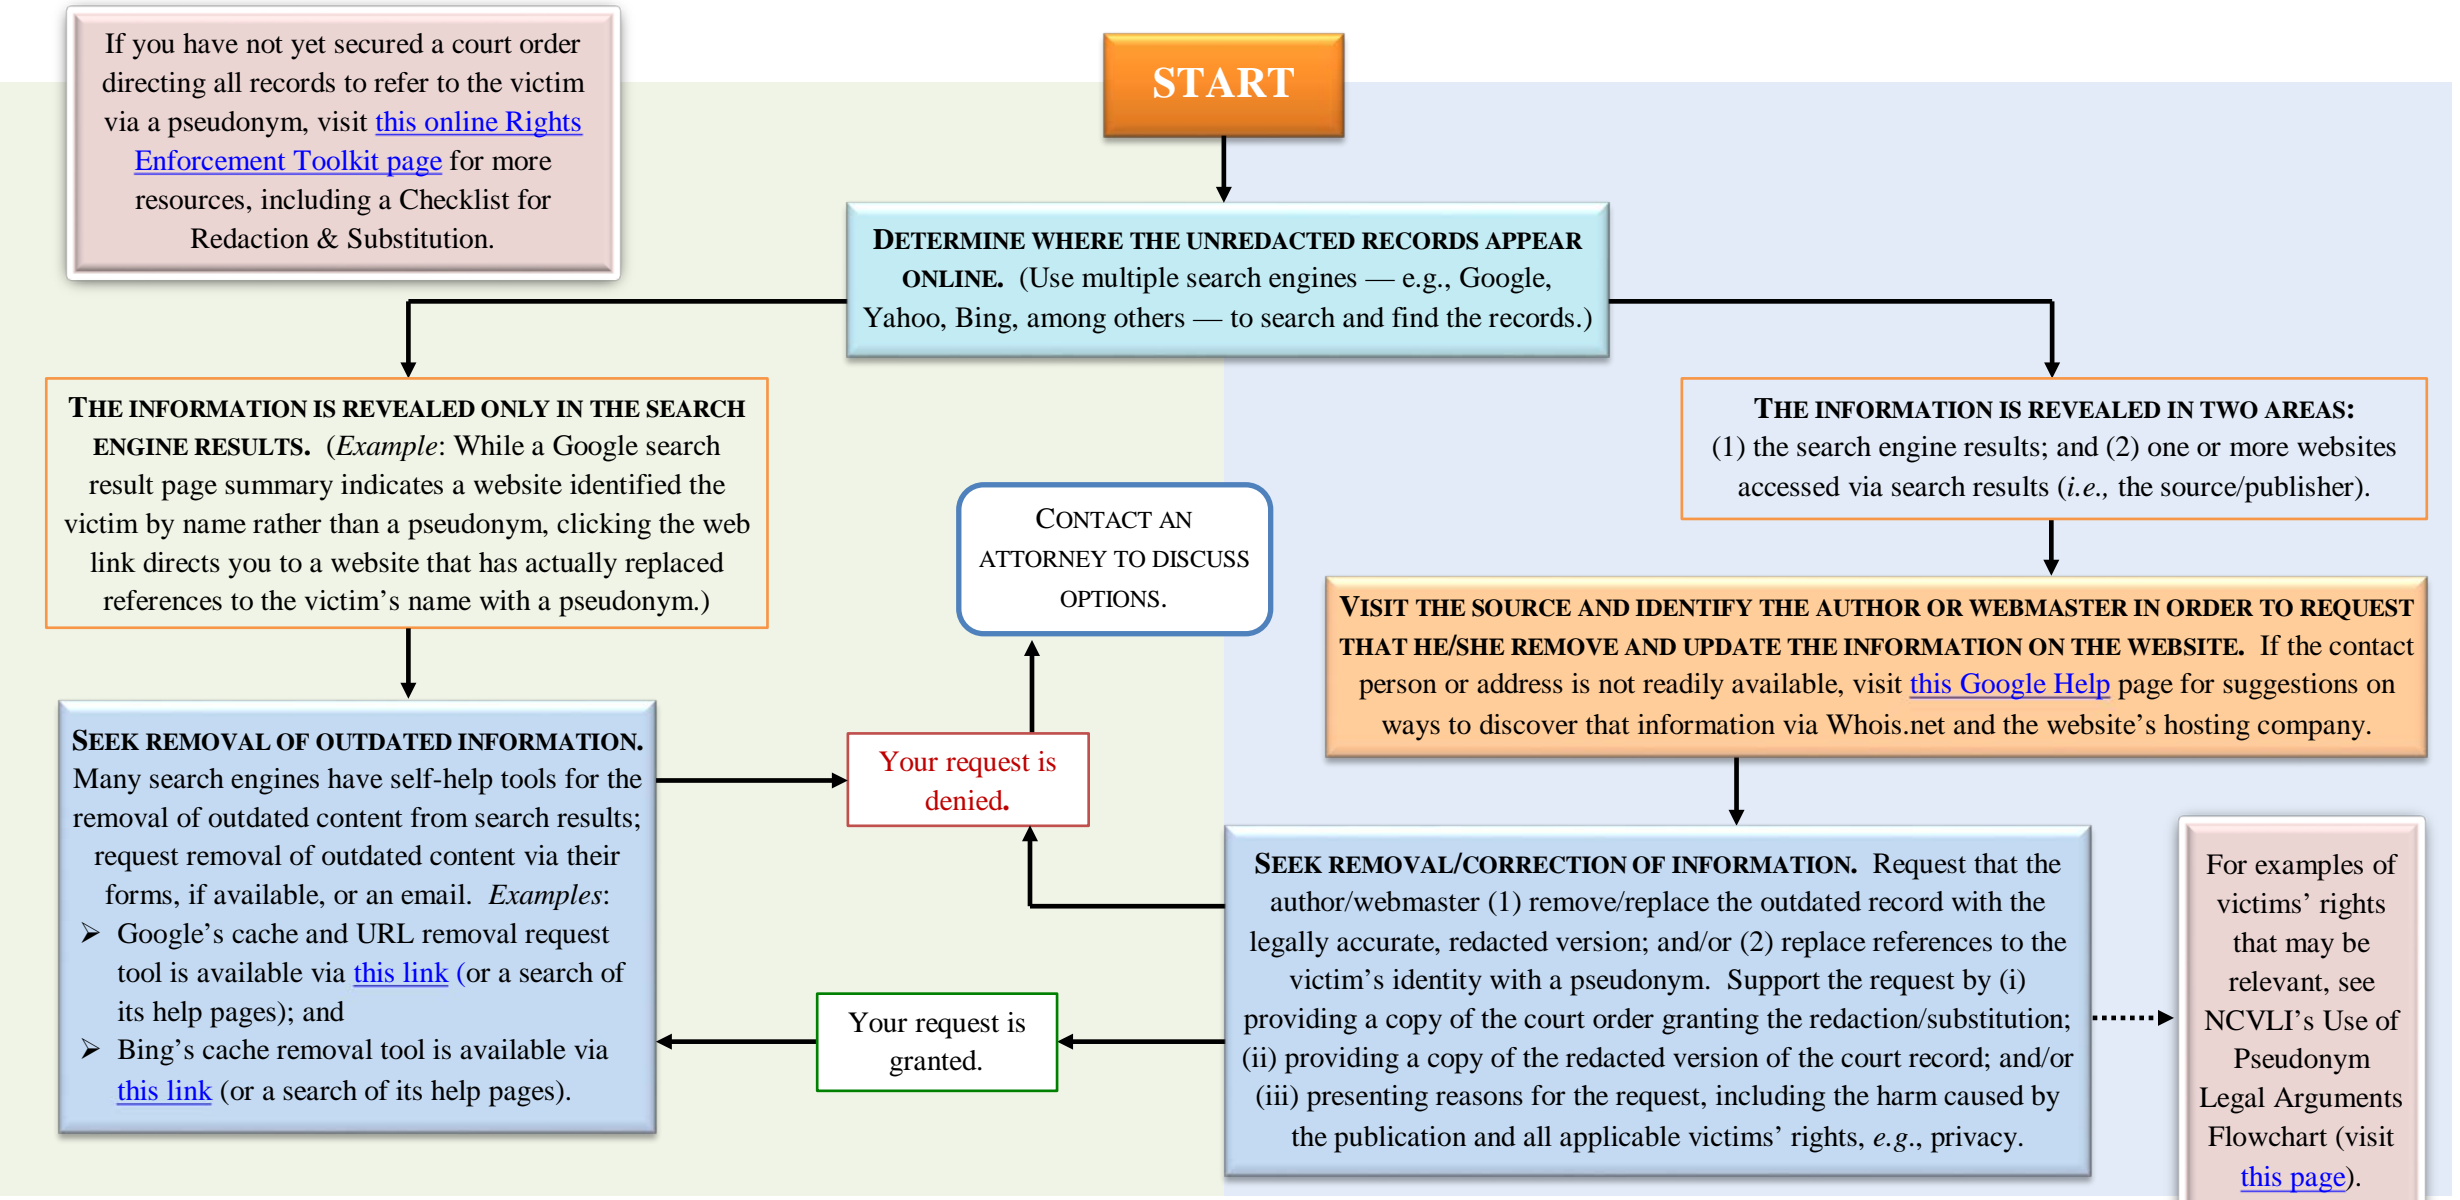 If you have not yet secured a court order
directing all records to refer to the victim
via a pseudonym, visit this online Rights
Enforcement Toolkit page for more
resources, including a Checklist for
Redaction & Substitution.
START
DETERMINE WHERE THE UNREDACTED RECORDS APPEAR
ONLINE. (Use multiple search engines — e.g., Google,
Yahoo, Bing, among others — to search and find the records.)
THE INFORMATION IS REVEALED ONLY IN THE SEARCH
ENGINE RESULTS. (Example: While a Google search
result page summary indicates a website identified the
victim by name rather than a pseudonym, clicking the web
link directs you to a website that has actually replaced
references to the victim’s name with a pseudonym.)
THE INFORMATION IS REVEALED IN TWO AREAS:
(1) the search engine results; and (2) one or more websites
accessed via search results (i.e., the source/publisher).
CONTACT AN
ATTORNEY TO DISCUSS
OPTIONS.
VISIT THE SOURCE AND IDENTIFY THE AUTHOR OR WEBMASTER IN ORDER TO REQUEST
THAT HE/SHE REMOVE AND UPDATE THE INFORMATION ON THE WEBSITE. If the contact
person or address is not readily available, visit this Google Help page for suggestions on
ways to discover that information via Whois.net and the website’s hosting company.
SEEK REMOVAL OF OUTDATED INFORMATION.
Many search engines have self-help tools for the
removal of outdated content from search results;
request removal of outdated content via their
forms, if available, or an email. Examples:
➢ Google’s cache and URL removal request
tool is available via this link (or a search of
its help pages); and
➢ Bing’s cache removal tool is available via
this link (or a search of its help pages).
Your request is
denied.
Your request is
granted.
SEEK REMOVAL/CORRECTION OF INFORMATION. Request that the
author/webmaster (1) remove/replace the outdated record with the
legally accurate, redacted version; and/or (2) replace references to the
victim’s identity with a pseudonym. Support the request by (i)
providing a copy of the court order granting the redaction/substitution;
(ii) providing a copy of the redacted version of the court record; and/or
(iii) presenting reasons for the request, including the harm caused by
the publication and all applicable victims’ rights, e.g., privacy.
For examples of
victims’ rights
that may be
relevant, see
NCVLI’s Use of
Pseudonym
Legal Arguments
Flowchart (visit
this page).